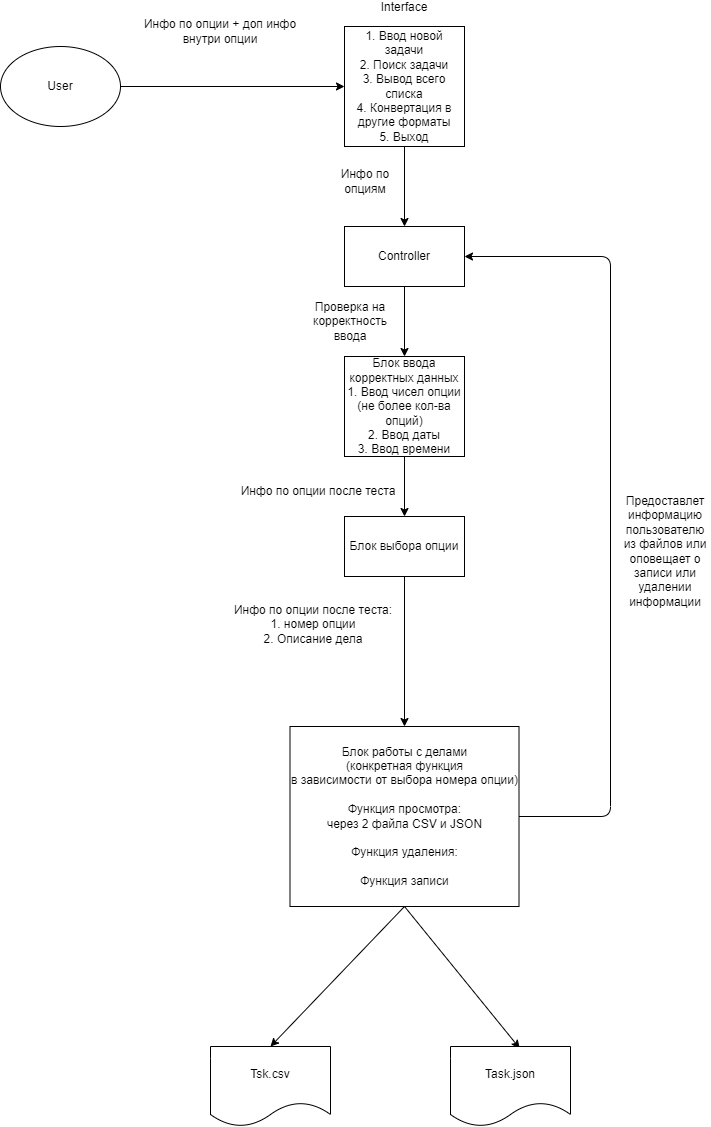 Interface
Инфо по опции + доп инфо
внутри опции
User
1. Ввод новой
задачи
2. Поиск задачи
3. Вывод всего
списка
4. Конвертация в
другие форматы
5. Выход
Инфо по
опциям
Controller
Проверка на
корректность
ввода
Блок ввода
корректных данных
1. Ввод чисел опции
(не более кол-ва
опций)
2. Ввод даты
3. Ввод времени
Инфо по опции после теста
Блок выбора опции
Предоставлет
информацию
пользователю
из файлов или
оповещает о
записи или
удалении
информации
Инфо по опции после теста:
1. номер опции
2. Описание дела
Блок работы с делами
(конкретная функция
в зависимости от выбора номера опции)
Функция просмотра:
через 2 файла CSV и JSON
Функция удаления:
Функция записи
Tsk.csv
Task.json